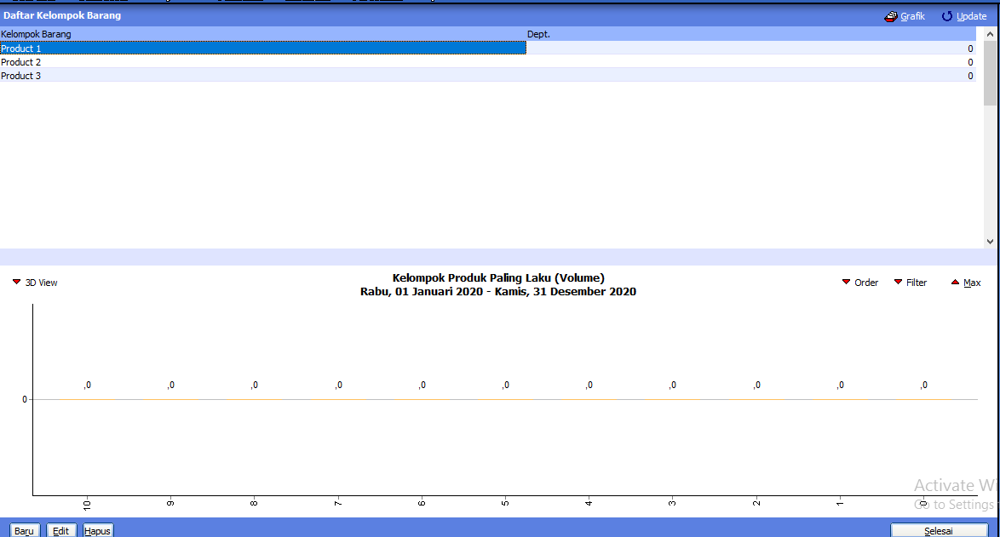 Daftar Kelompok Barang Grafik Update
Kelompok Barang Dept.
Product 1 0
Product 2 0
Product 3 0
3D View Kelompok Produk Paling Laku (Volume) Order Filter Max
Rabu, 01 Januari 2020 - Kamis, 31 Desember 2020
,0 ,0 ,0 ,0 ,0 ,0 ,0 ,0 ,0 ,0 ,0
0
10 9 8 7 6 5 4 3 2 1 0
Activate Wi
Go to Settings
Baru Edit Hapus Selesai